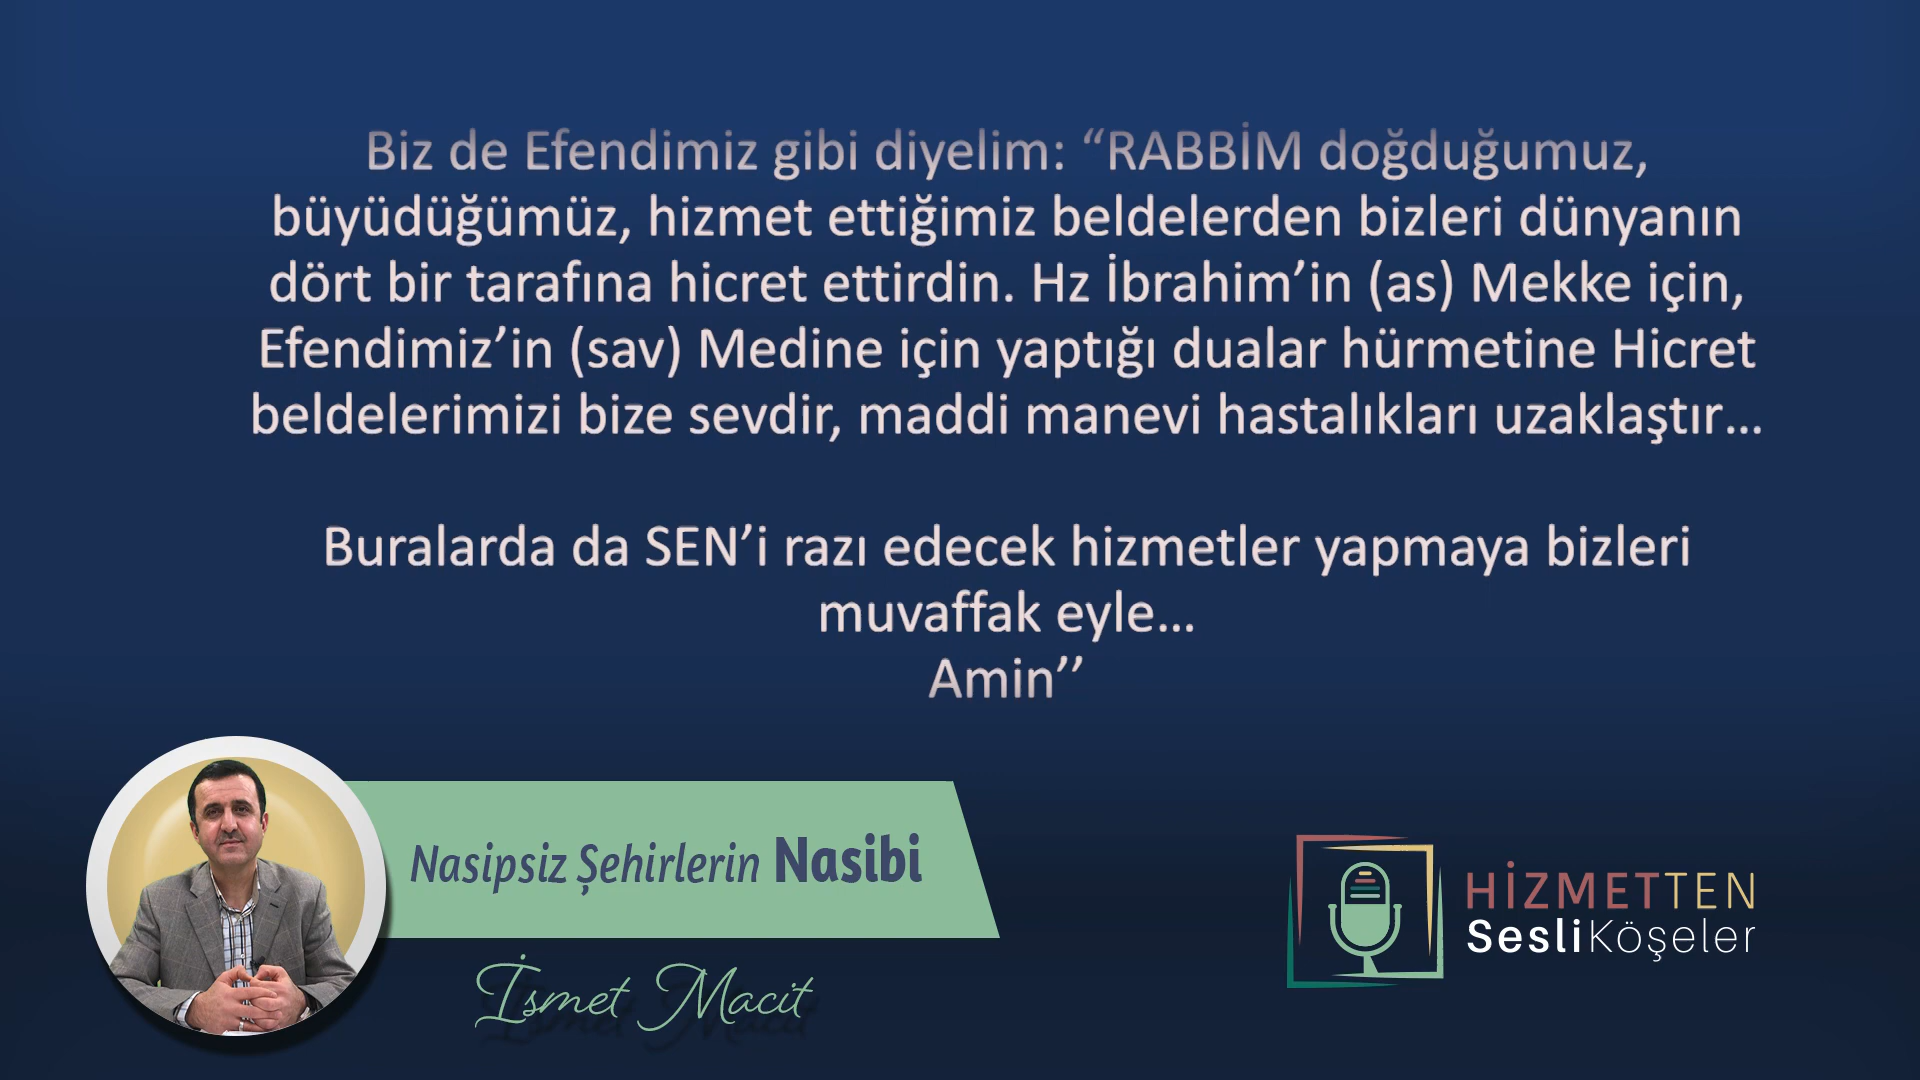 Biz de Efendimiz gibi diyelim: “RABBİM doğduğumuz,
büyüdüğümüz, hizmet ettiğimiz beldelerden bizleri dünyanın
dört bir tarafına hicret ettirdin. Hz İbrahim’in (as) Mekke için,
Efendimiz’in (sav) Medine için yaptığı dualar hürmetine Hicret
beldelerimizi bize sevdir, maddi manevi hastalıkları uzaklaştır…
Buralarda da SEN’i razı edecek hizmetler yapmaya bizleri
muvaffak eyle…
Amin’’
Nasipsiz Şehirlerin Nasibi
İsmet Macit
HİZMETTEN
SesliKöşeler